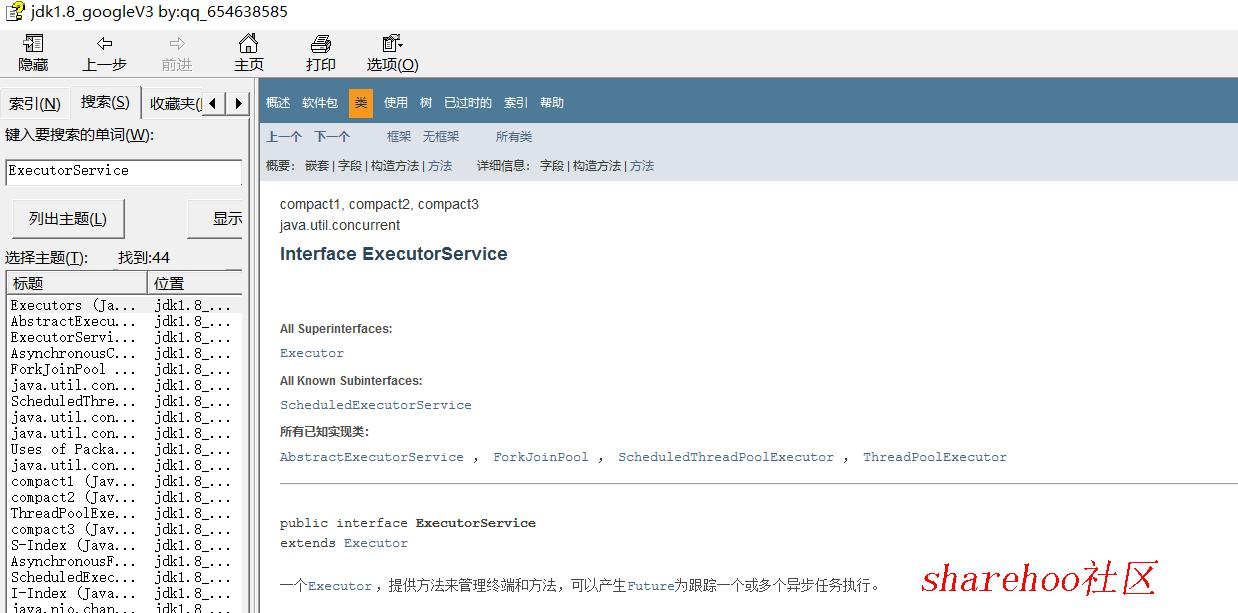 jdk1.8_googleV3 by:qq_654638585
隐藏 上一步 前进 主页 打印 选项(O)
索引(N) 搜索(S) 收藏夹(
键入要搜索的单词(W):
ExecutorService
列出主题(L) 显示
选择主题(T): 找到:44
标题 位置
Executors (Ja... jdk1.8_...
AbstractExecu... jdk1.8_...
ExecutorServi... jdk1.8_...
AsynchronousC... jdk1.8_...
ForkJoinPool ... jdk1.8_...
java.util.con... jdk1.8_...
ScheduledThre... jdk1.8_...
java.util.con... jdk1.8_...
java.util.con... jdk1.8_...
Uses of Packa... jdk1.8_...
java.util.con... jdk1.8_...
compact1 (Jav... jdk1.8_...
compact2 (Jav... jdk1.8_...
ThreadPoolExe... jdk1.8_...
compact3 (Jav... jdk1.8_...
S-Index (Java... jdk1.8_...
AsynchronousF... jdk1.8_...
ScheduledExec... jdk1.8_...
I-Index (Java... jdk1.8_...
java.nio.chan... jdk1.8_...
概述 软件包 类 使用 树 已过时的 索引 帮助
上一个 下一个 框架 无框架 所有类
概要: 嵌套 | 字段 | 构造方法 | 方法 详细信息: 字段 | 构造方法 | 方法
compact1, compact2, compact3
java.util.concurrent
Interface ExecutorService
All Superinterfaces:
Executor
All Known Subinterfaces:
ScheduledExecutorService
所有已知实现类:
AbstractExecutorService , ForkJoinPool , ScheduledThreadPoolExecutor , ThreadPoolExecutor
public interface ExecutorService
extends Executor
一个Executor ，提供方法来管理终端和方法，可以产生Future为跟踪一个或多个异步任务执行。
sharehoo社区